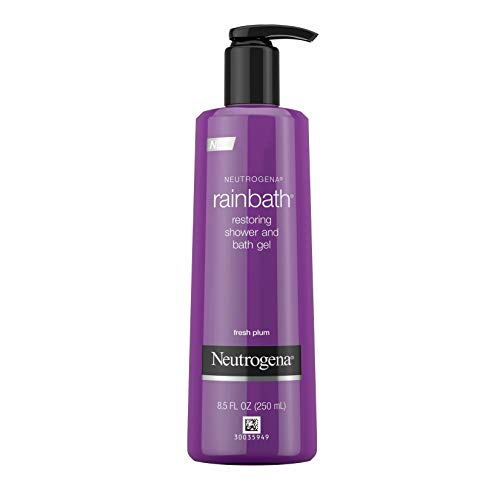 NEUTROGENA®
rainbath®
restoring
shower and
bath gel
fresh plum
Neutrogena®
8.5 FL OZ (250 mL)
30035949